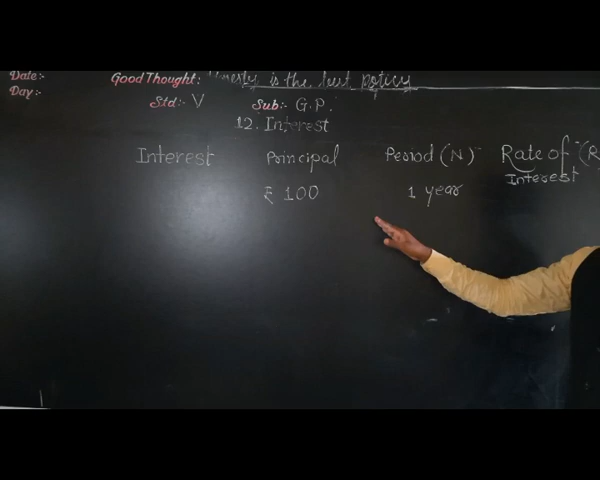 Date:-
Good Thought: Honesty is the best policy
Day:-
Std:- V Sub:- G.P.
12. Interest
Interest Principal Period (N) Rate of (R
Interest
₹ 100 1 year